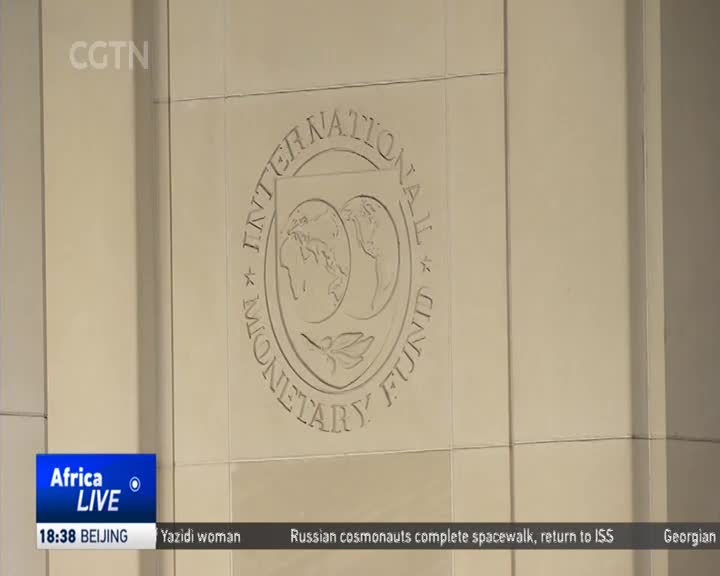 CGTN
INTERNATIONAL
MONETARY FUND
Africa
LIVE
18:38 BEIJING
Yazidi woman Russian cosmonauts complete spacewalk, return to ISS Georgian